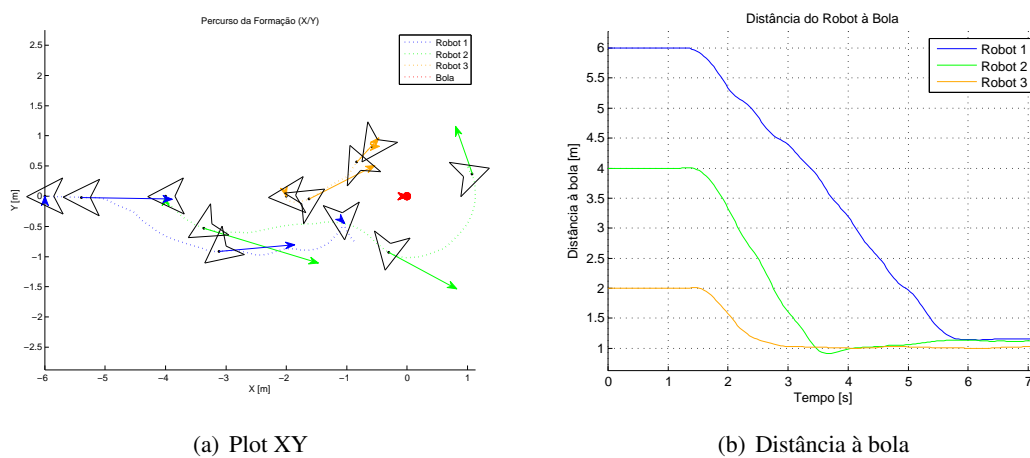 Percurso da Formação (X/Y)
2.5
2
1.5
1
0.5
0
−0.5
−1
−1.5
−2
−2.5
Y [m]
−6
−5
−4
−3
−2
−1
0
1
X [m]
Robot 1
Robot 2
Robot 3
Bola
(a) Plot XY
Distância do Robot à Bola
6
5.5
5
4.5
4
3.5
3
2.5
2
1.5
1
Distância à bola [m]
0
1
2
3
4
5
6
7
Tempo [s]
Robot 1
Robot 2
Robot 3
(b) Distância à bola